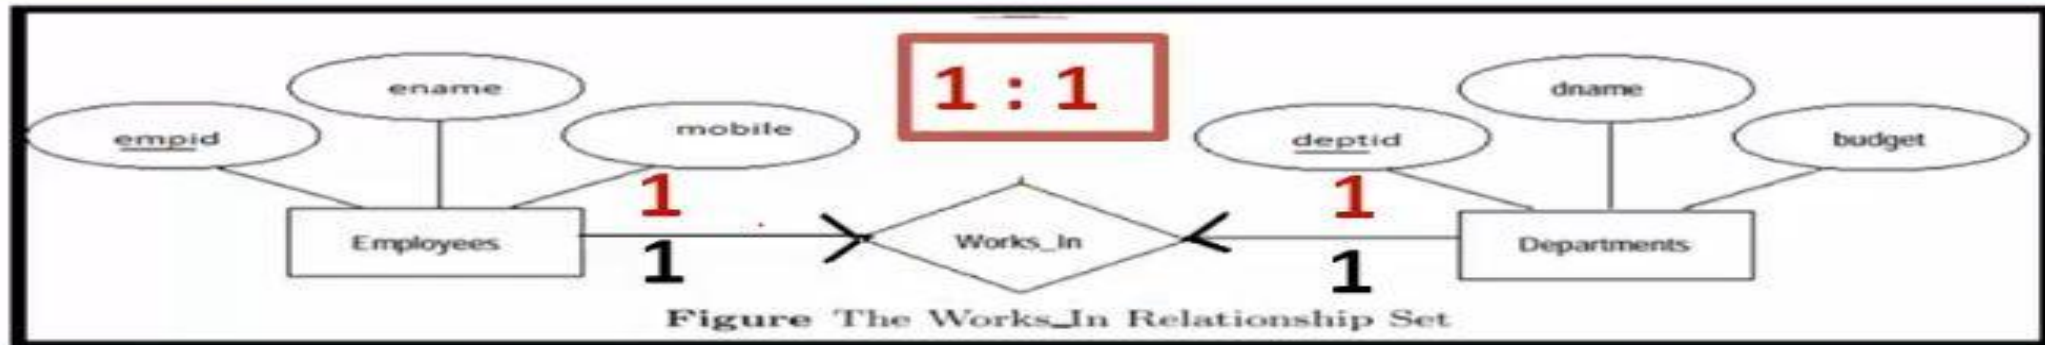 1 : 1
ename
dname
empid
mobile
deptid
budget
1
1
Employees
Works_In
Departments
1
1
Figure The Works_In Relationship Set